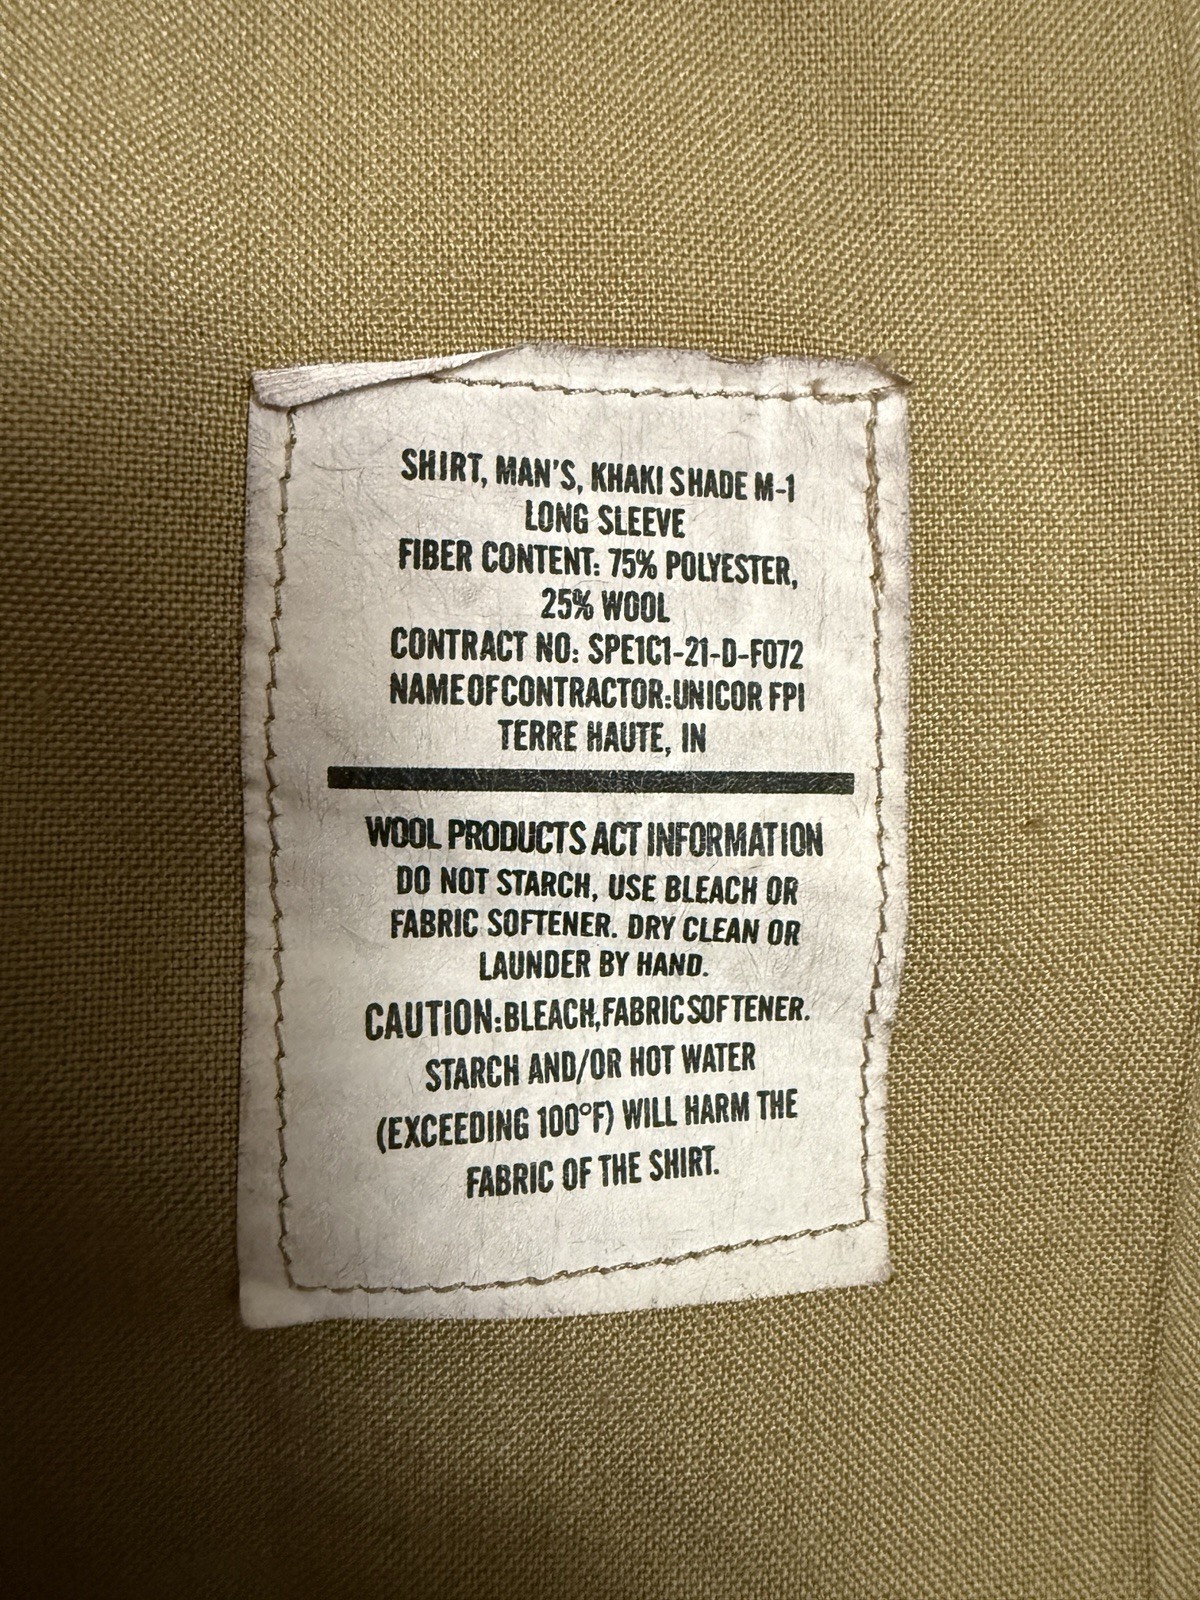 SHIRT, MAN'S, KHAKI SHADE M-1
LONG SLEEVE
FIBER CONTENT: 75% POLYESTER,
25% WOOL
CONTRACT NO: SPE1C1-21-D-F072
NAME OF CONTRACTOR: UNICOR FPI
TERRE HAUTE, IN
WOOL PRODUCTS ACT INFORMATION
DO NOT STARCH, USE BLEACH OR
FABRIC SOFTENER. DRY CLEAN OR
LAUNDER BY HAND.
CAUTION: BLEACH, FABRIC SOFTENER.
STARCH AND/OR HOT WATER
(EXCEEDING 100°F) WILL HARM THE
FABRIC OF THE SHIRT.